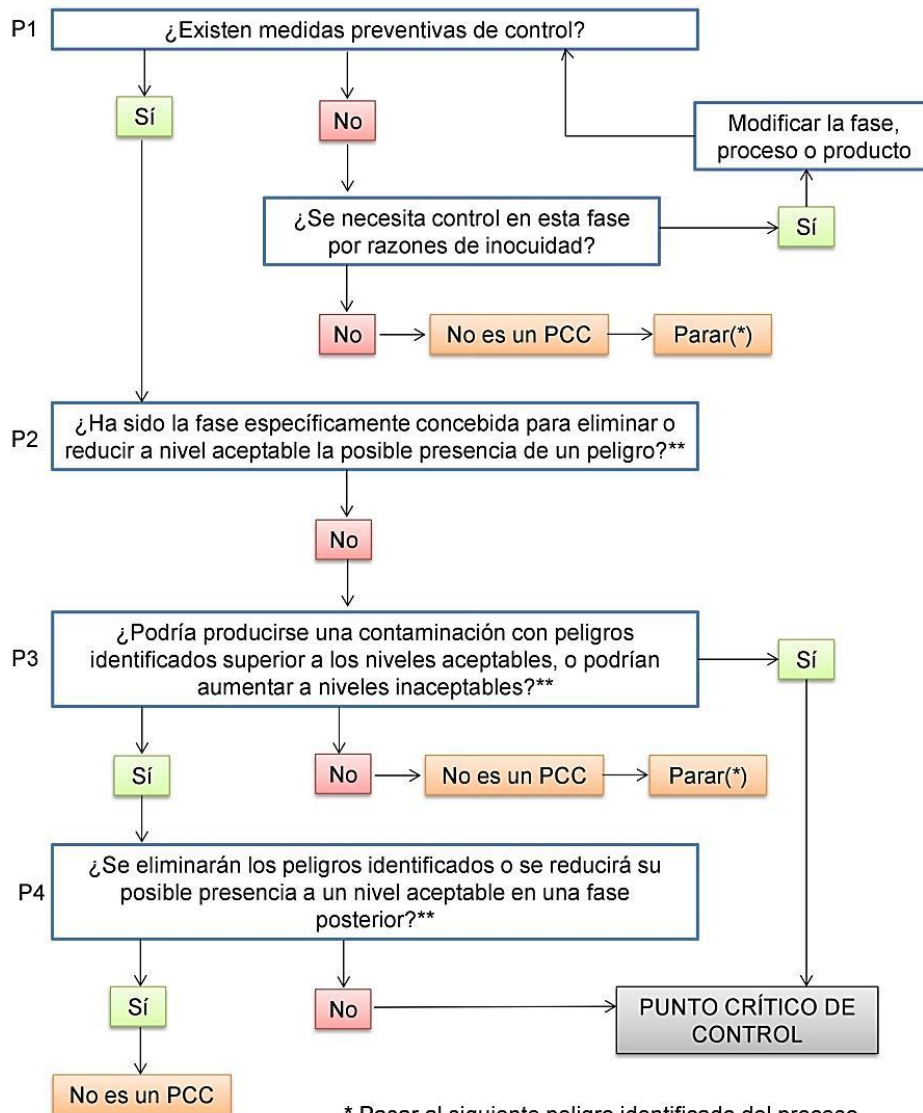 P1
¿Existen medidas preventivas de control?
Sí
No
Modificar la fase,
proceso o producto
¿Se necesita control en esta fase
por razones de inocuidad?
Sí
No
No es un PCC
Parar(*)
P2
¿Ha sido la fase específicamente concebida para eliminar o
reducir a nivel aceptable la posible presencia de un peligro?**
No
P3
¿Podría producirse una contaminación con peligros
identificados superior a los niveles aceptables, o podrían
aumentar a niveles inaceptables?**
Sí
Sí
No
No es un PCC
Parar(*)
P4
¿Se eliminarán los peligros identificados o se reducirá su
posible presencia a un nivel aceptable en una fase
posterior?**
Sí
No
PUNTO CRÍTICO DE
CONTROL
No es un PCC
* Pasar al siguiente peligro identificado del proceso